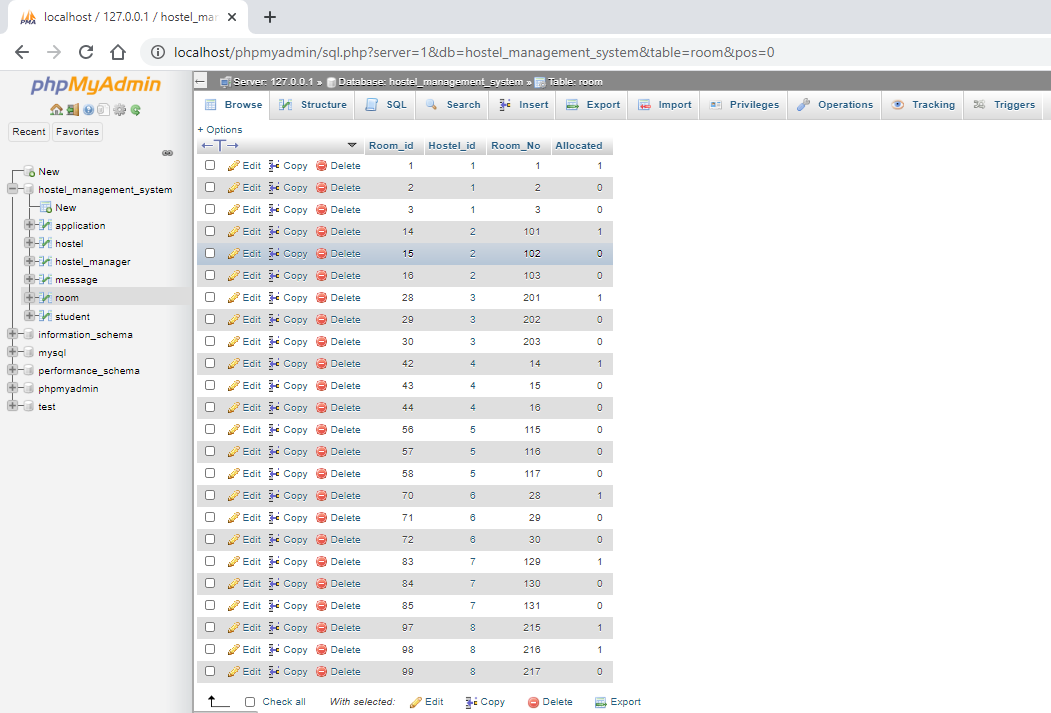 localhost / 127.0.0.1 / hostel_mar
localhost/phpmyadmin/sql.php?server=1&db=hostel_management_system&table=room&pos=0
phpMyAdmin
Recent Favorites
New
hostel_management_system
New
application
hostel
hostel_manager
message
room
student
information_schema
mysql
performance_schema
phpmyadmin
test
Server: 127.0.0.1 » Database: hostel_management_system » Table: room
Browse Structure SQL Search Insert Export Import Privileges Operations Tracking Triggers
+ Options
←T→ Room_id Hostel_id Room_No Allocated
Edit Copy Delete 1 1 1 1
Edit Copy Delete 2 1 2 0
Edit Copy Delete 3 1 3 0
Edit Copy Delete 14 2 101 1
Edit Copy Delete 15 2 102 0
Edit Copy Delete 16 2 103 0
Edit Copy Delete 28 3 201 1
Edit Copy Delete 29 3 202 0
Edit Copy Delete 30 3 203 0
Edit Copy Delete 42 4 14 1
Edit Copy Delete 43 4 15 0
Edit Copy Delete 44 4 16 0
Edit Copy Delete 56 5 115 0
Edit Copy Delete 57 5 116 0
Edit Copy Delete 58 5 117 0
Edit Copy Delete 70 6 28 1
Edit Copy Delete 71 6 29 0
Edit Copy Delete 72 6 30 0
Edit Copy Delete 83 7 129 1
Edit Copy Delete 84 7 130 0
Edit Copy Delete 85 7 131 0
Edit Copy Delete 97 8 215 1
Edit Copy Delete 98 8 216 1
Edit Copy Delete 99 8 217 0
Check all With selected: Edit Copy Delete Export